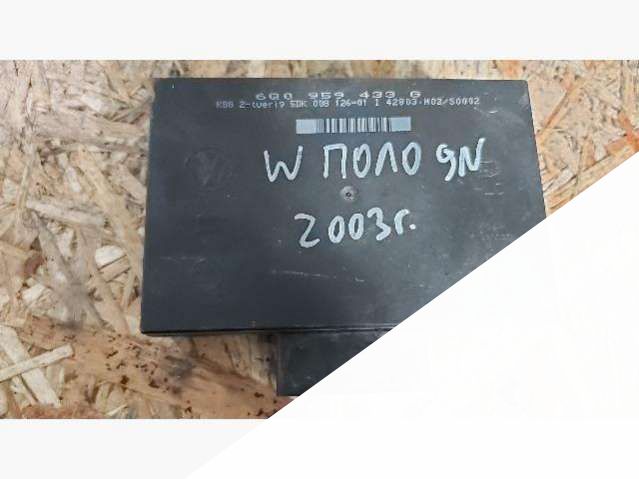 6Q0 959 433 G
KSG 2-tuerig 5DK 008 126-01 I 42803.H02/S0002
W ПОЛО 9N
2003г.